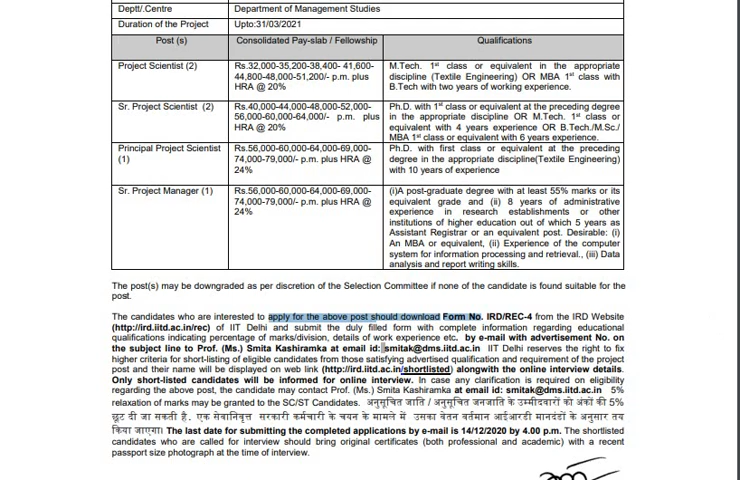 Deptt/.Centre Department of Management Studies
Duration of the Project Upto:31/03/2021
Post (s) Consolidated Pay-slab / Fellowship Qualifications
Project Scientist (2)
Rs.32,000-35,200-38,400- 41,600-
44,800-48,000-51,200/- p.m. plus
HRA @ 20%
M.Tech. 1st class or equivalent in the appropriate
discipline (Textile Engineering) OR MBA 1st class with
B.Tech with two years of working experience.
Sr. Project Scientist (2)
Rs.40,000-44,000-48,000-52,000-
56,000-60,000-64,000/- p.m. plus
HRA @ 20%
Ph.D. with 1st class or equivalent at the preceding degree
in the appropriate discipline OR M.Tech. 1st class or
equivalent with 4 years experience OR B.Tech./M.Sc./
MBA 1st class or equivalent with 6 years experience.
Principal Project Scientist
(1)
Rs.56,000-60,000-64,000-69,000-
74,000-79,000/- p.m. plus HRA @
24%
Ph.D. with first class or equivalent at the preceding
degree in the appropriate discipline(Textile Engineering)
with 10 years of experience
Sr. Project Manager (1)
Rs.56,000-60,000-64,000-69,000-
74,000-79,000/- p.m. plus HRA @
24%
(i)A post-graduate degree with at least 55% marks or its
equivalent grade and (ii) 8 years of administrative
experience in research establishments or other
institutions of higher education out of which 5 years as
Assistant Registrar or an equivalent post. Desirable: (i)
An MBA or equivalent, (ii) Experience of the computer
system for information processing and retrieval., (iii) Data
analysis and report writing skills.
The post(s) may be downgraded as per discretion of the Selection Committee if none of the candidate is found suitable for the
post.
The candidates who are interested to apply for the above post should download Form No. IRD/REC-4 from the IRD Website
(http://ird.iitd.ac.in/rec) of IIT Delhi and submit the duly filled form with complete information regarding educational
qualifications indicating percentage of marks/division, details of work experience etc. by e-mail with advertisement No. on
the subject line to Prof. (Ms.) Smita Kashiramka at email id: smitak@dms.iitd.ac.in IIT Delhi reserves the right to fix
higher criteria for short-listing of eligible candidates from those satisfying advertised qualification and requirement of the project
post and their name will be displayed on web link (http://ird.iitd.ac.in/shortlisted) alongwith the online interview details.
Only short-listed candidates will be informed for online interview. In case any clarification is required on eligibility
regarding the above post, the candidate may contact Prof. (Ms.) Smita Kashiramka at email id: smitak@dms.iitd.ac.in 5%
relaxation of marks may be granted to the SC/ST Candidates. अनुसूचित जाति / अनुसूचित जनजाति के उम्मीदवारों को अंकों की 5%
छूट दी जा सकती है. एक सेवानिवृत्त सरकारी कर्मचारी के चयन के मामले में उसका वेतन वर्तमान आईआरडी मानदंडों के अनुसार तय
किया जाएगा। The last date for submitting the completed applications by e-mail is 14/12/2020 by 4.00 p.m. The shortlisted
candidates who are called for interview should bring original certificates (both professional and academic) with a recent
passport size photograph at the time of interview.